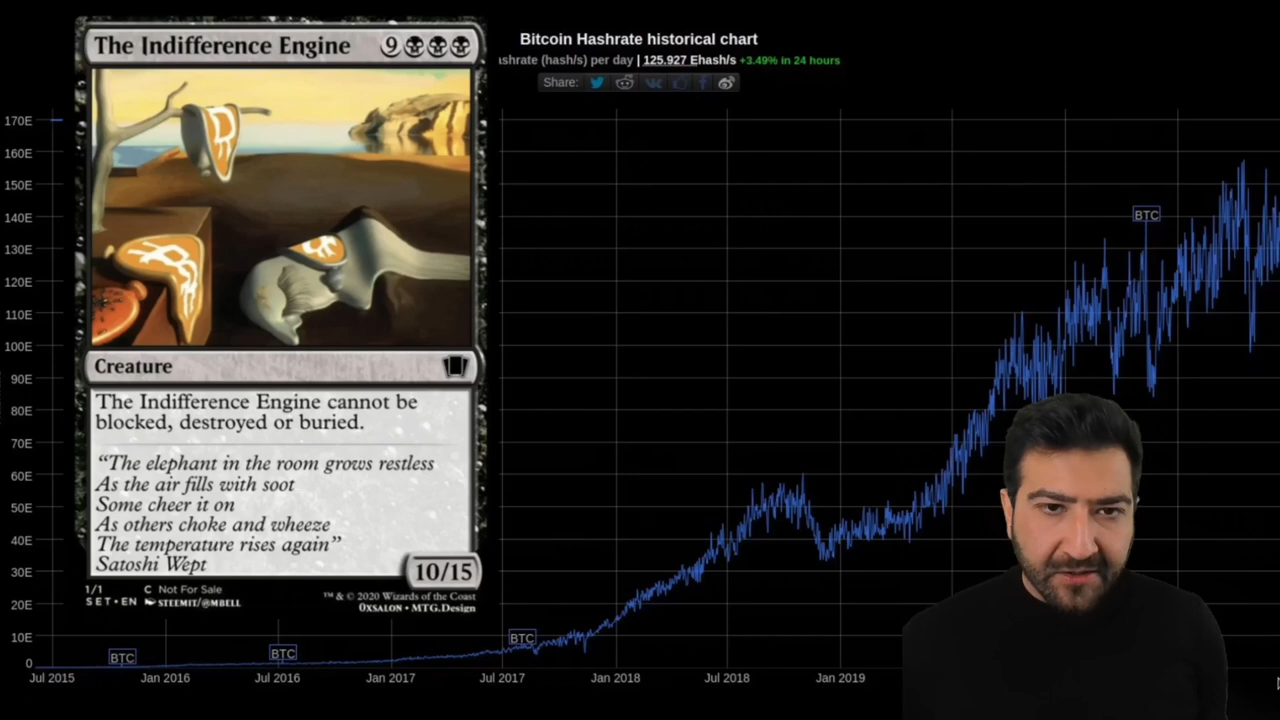 The Indifference Engine 9
Creature
The Indifference Engine cannot be
blocked, destroyed or buried.
“The elephant in the room grows restless
As the air fills with soot
Some cheer it on
As others choke and wheeze
The temperature rises again”
Satoshi Wept
10/15
1/1 C Not For Sale
SET • EN STEEMIT/@MBELL
™ & © 2020 Wizards of the Coast
0XSALON • MTG.Design
Bitcoin Hashrate historical chart
ashrate (hash/s) per day | 125.927 Ehash/s +3.49% in 24 hours
Share:
170E
160E
150E
140E
130E
120E
110E
100E
90E
80E
70E
60E
50E
40E
30E
20E
10E
0
BTC
BTC
BTC
BTC
Jul 2015 Jan 2016 Jul 2016 Jan 2017 Jul 2017 Jan 2018 Jul 2018 Jan 2019